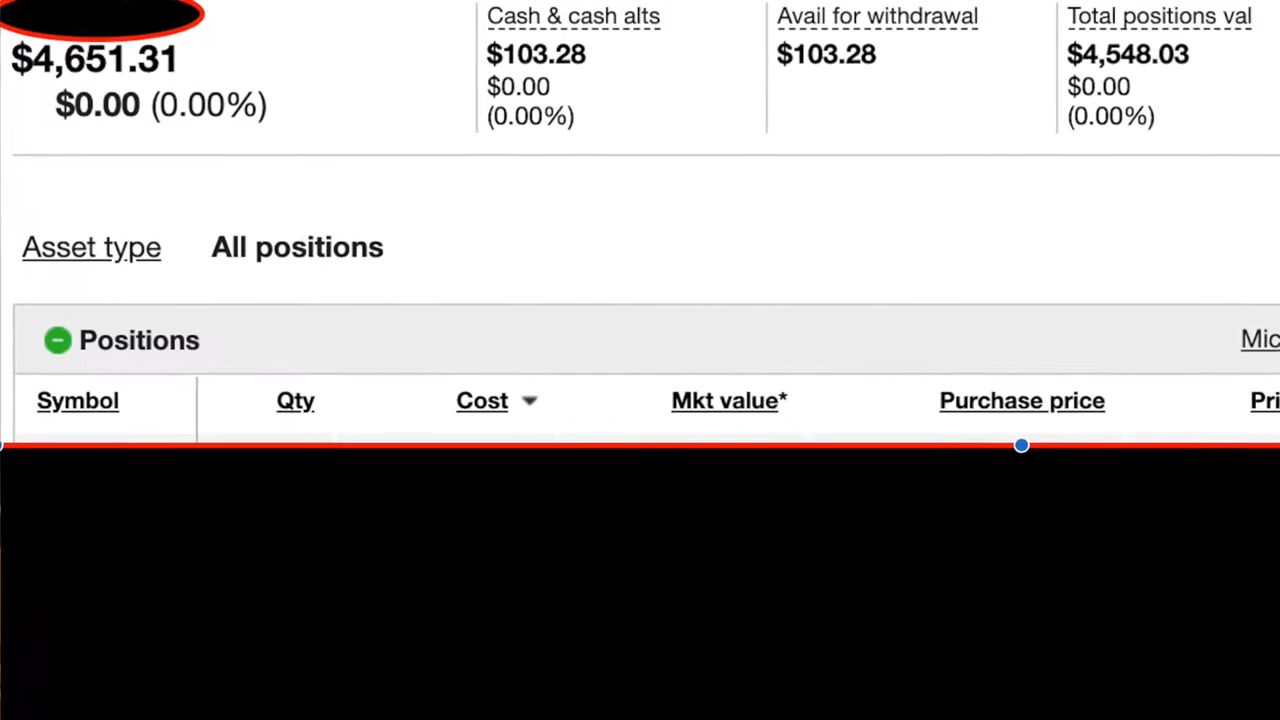 Cash & cash alts
Avail for withdrawal
Total positions val
$4,651.31
$103.28
$103.28
$4,548.03
$0.00
$0.00
$0.00 (0.00%)
(0.00%)
(0.00%)
Asset type All positions
Positions
Mic
Symbol Qty Cost Mkt value* Purchase price Pri